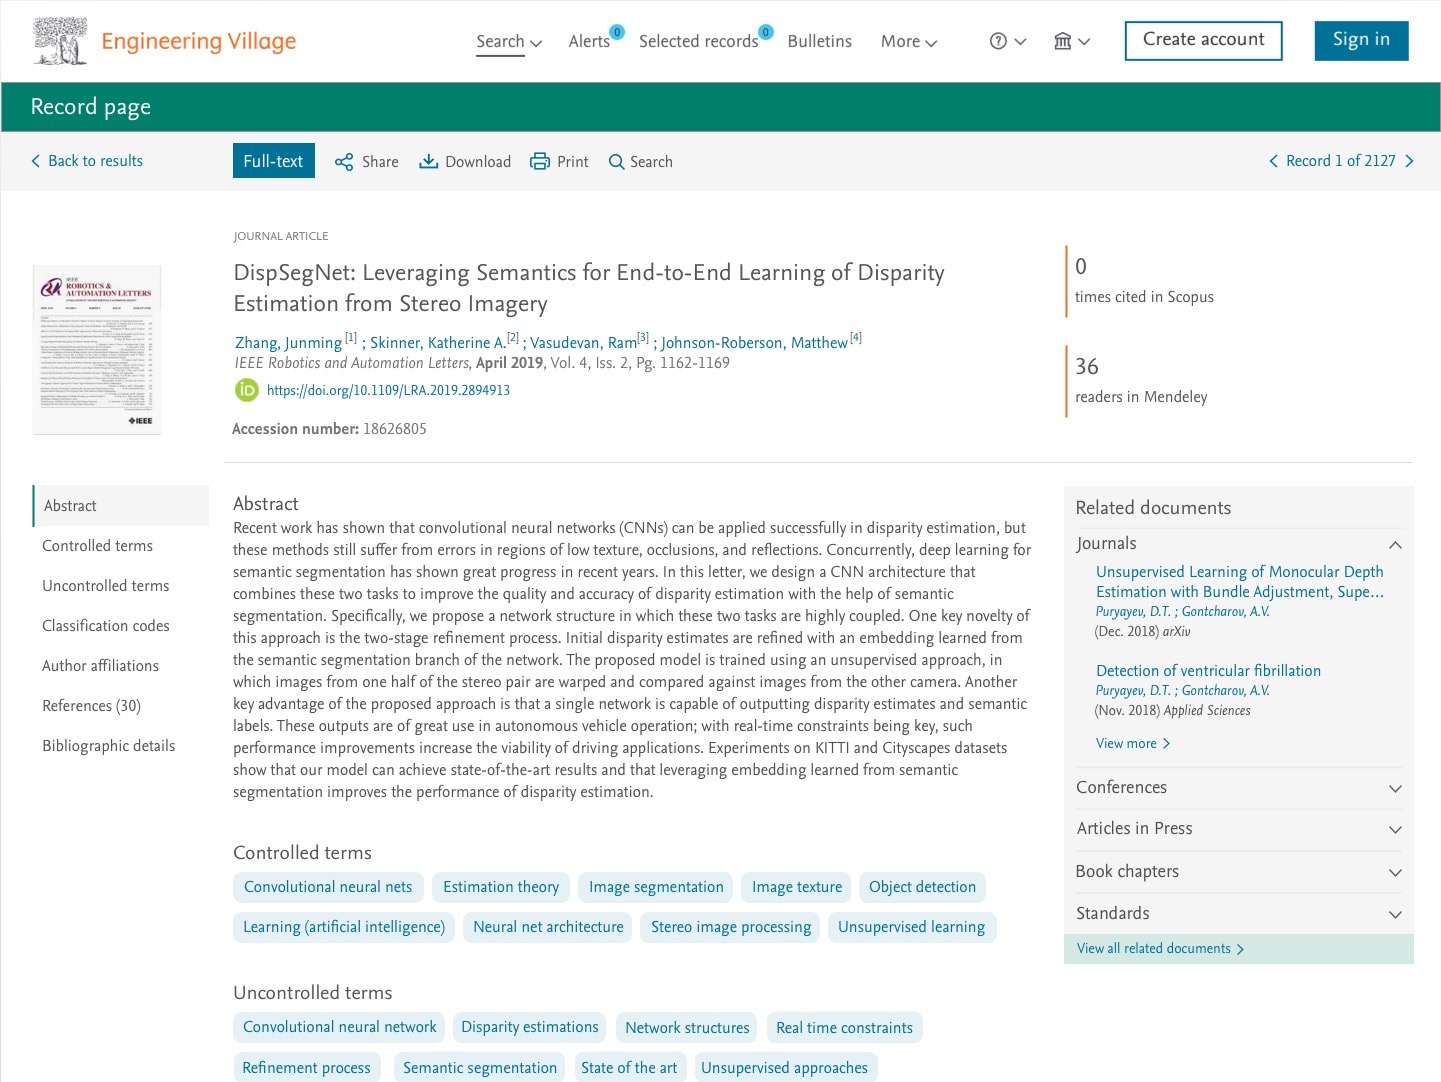 Engineering Village
Search
Alerts 0
Selected records 0
Bulletins
More
Create account
Sign in
Record page
Back to results
Full-text
Share
Download
Print
Search
Record 1 of 2127
JOURNAL ARTICLE
DispSegNet: Leveraging Semantics for End-to-End Learning of Disparity
Estimation from Stereo Imagery
Zhang, Junming [1] ; Skinner, Katherine A.[2] ; Vasudevan, Ram[3] ; Johnson-Roberson, Matthew [4]
IEEE Robotics and Automation Letters, April 2019, Vol. 4, Iss. 2, Pg. 1162-1169
iD https://doi.org/10.1109/LRA.2019.2894913
Accession number: 18626805
0
times cited in Scopus
36
readers in Mendeley
IEEE
ROBOTICS &
AUTOMATION LETTERS
IEEE
Abstract
Controlled terms
Uncontrolled terms
Classification codes
Author affiliations
References (30)
Bibliographic details
Abstract
Recent work has shown that convolutional neural networks (CNNs) can be applied successfully in disparity estimation, but
these methods still suffer from errors in regions of low texture, occlusions, and reflections. Concurrently, deep learning for
semantic segmentation has shown great progress in recent years. In this letter, we design a CNN architecture that
combines these two tasks to improve the quality and accuracy of disparity estimation with the help of semantic
segmentation. Specifically, we propose a network structure in which these two tasks are highly coupled. One key novelty of
this approach is the two-stage refinement process. Initial disparity estimates are refined with an embedding learned from
the semantic segmentation branch of the network. The proposed model is trained using an unsupervised approach, in
which images from one half of the stereo pair are warped and compared against images from the other camera. Another
key advantage of the proposed approach is that a single network is capable of outputting disparity estimates and semantic
labels. These outputs are of great use in autonomous vehicle operation; with real-time constraints being key, such
performance improvements increase the viability of driving applications. Experiments on KITTI and Cityscapes datasets
show that our model can achieve state-of-the-art results and that leveraging embedding learned from semantic
segmentation improves the performance of disparity estimation.
Controlled terms
Convolutional neural nets
Estimation theory
Image segmentation
Image texture
Object detection
Learning (artificial intelligence)
Neural net architecture
Stereo image processing
Unsupervised learning
Uncontrolled terms
Convolutional neural network
Disparity estimations
Network structures
Real time constraints
Refinement process
Semantic segmentation
State of the art
Unsupervised approaches
Related documents
Journals
Unsupervised Learning of Monocular Depth
Estimation with Bundle Adjustment, Supe...
Puryayev, D.T. ; Gontcharov, A.V.
(Dec. 2018) arXiv
Detection of ventricular fibrillation
Puryayev, D.T. ; Gontcharov, A.V.
(Nov. 2018) Applied Sciences
View more
Conferences
Articles in Press
Book chapters
Standards
View all related documents